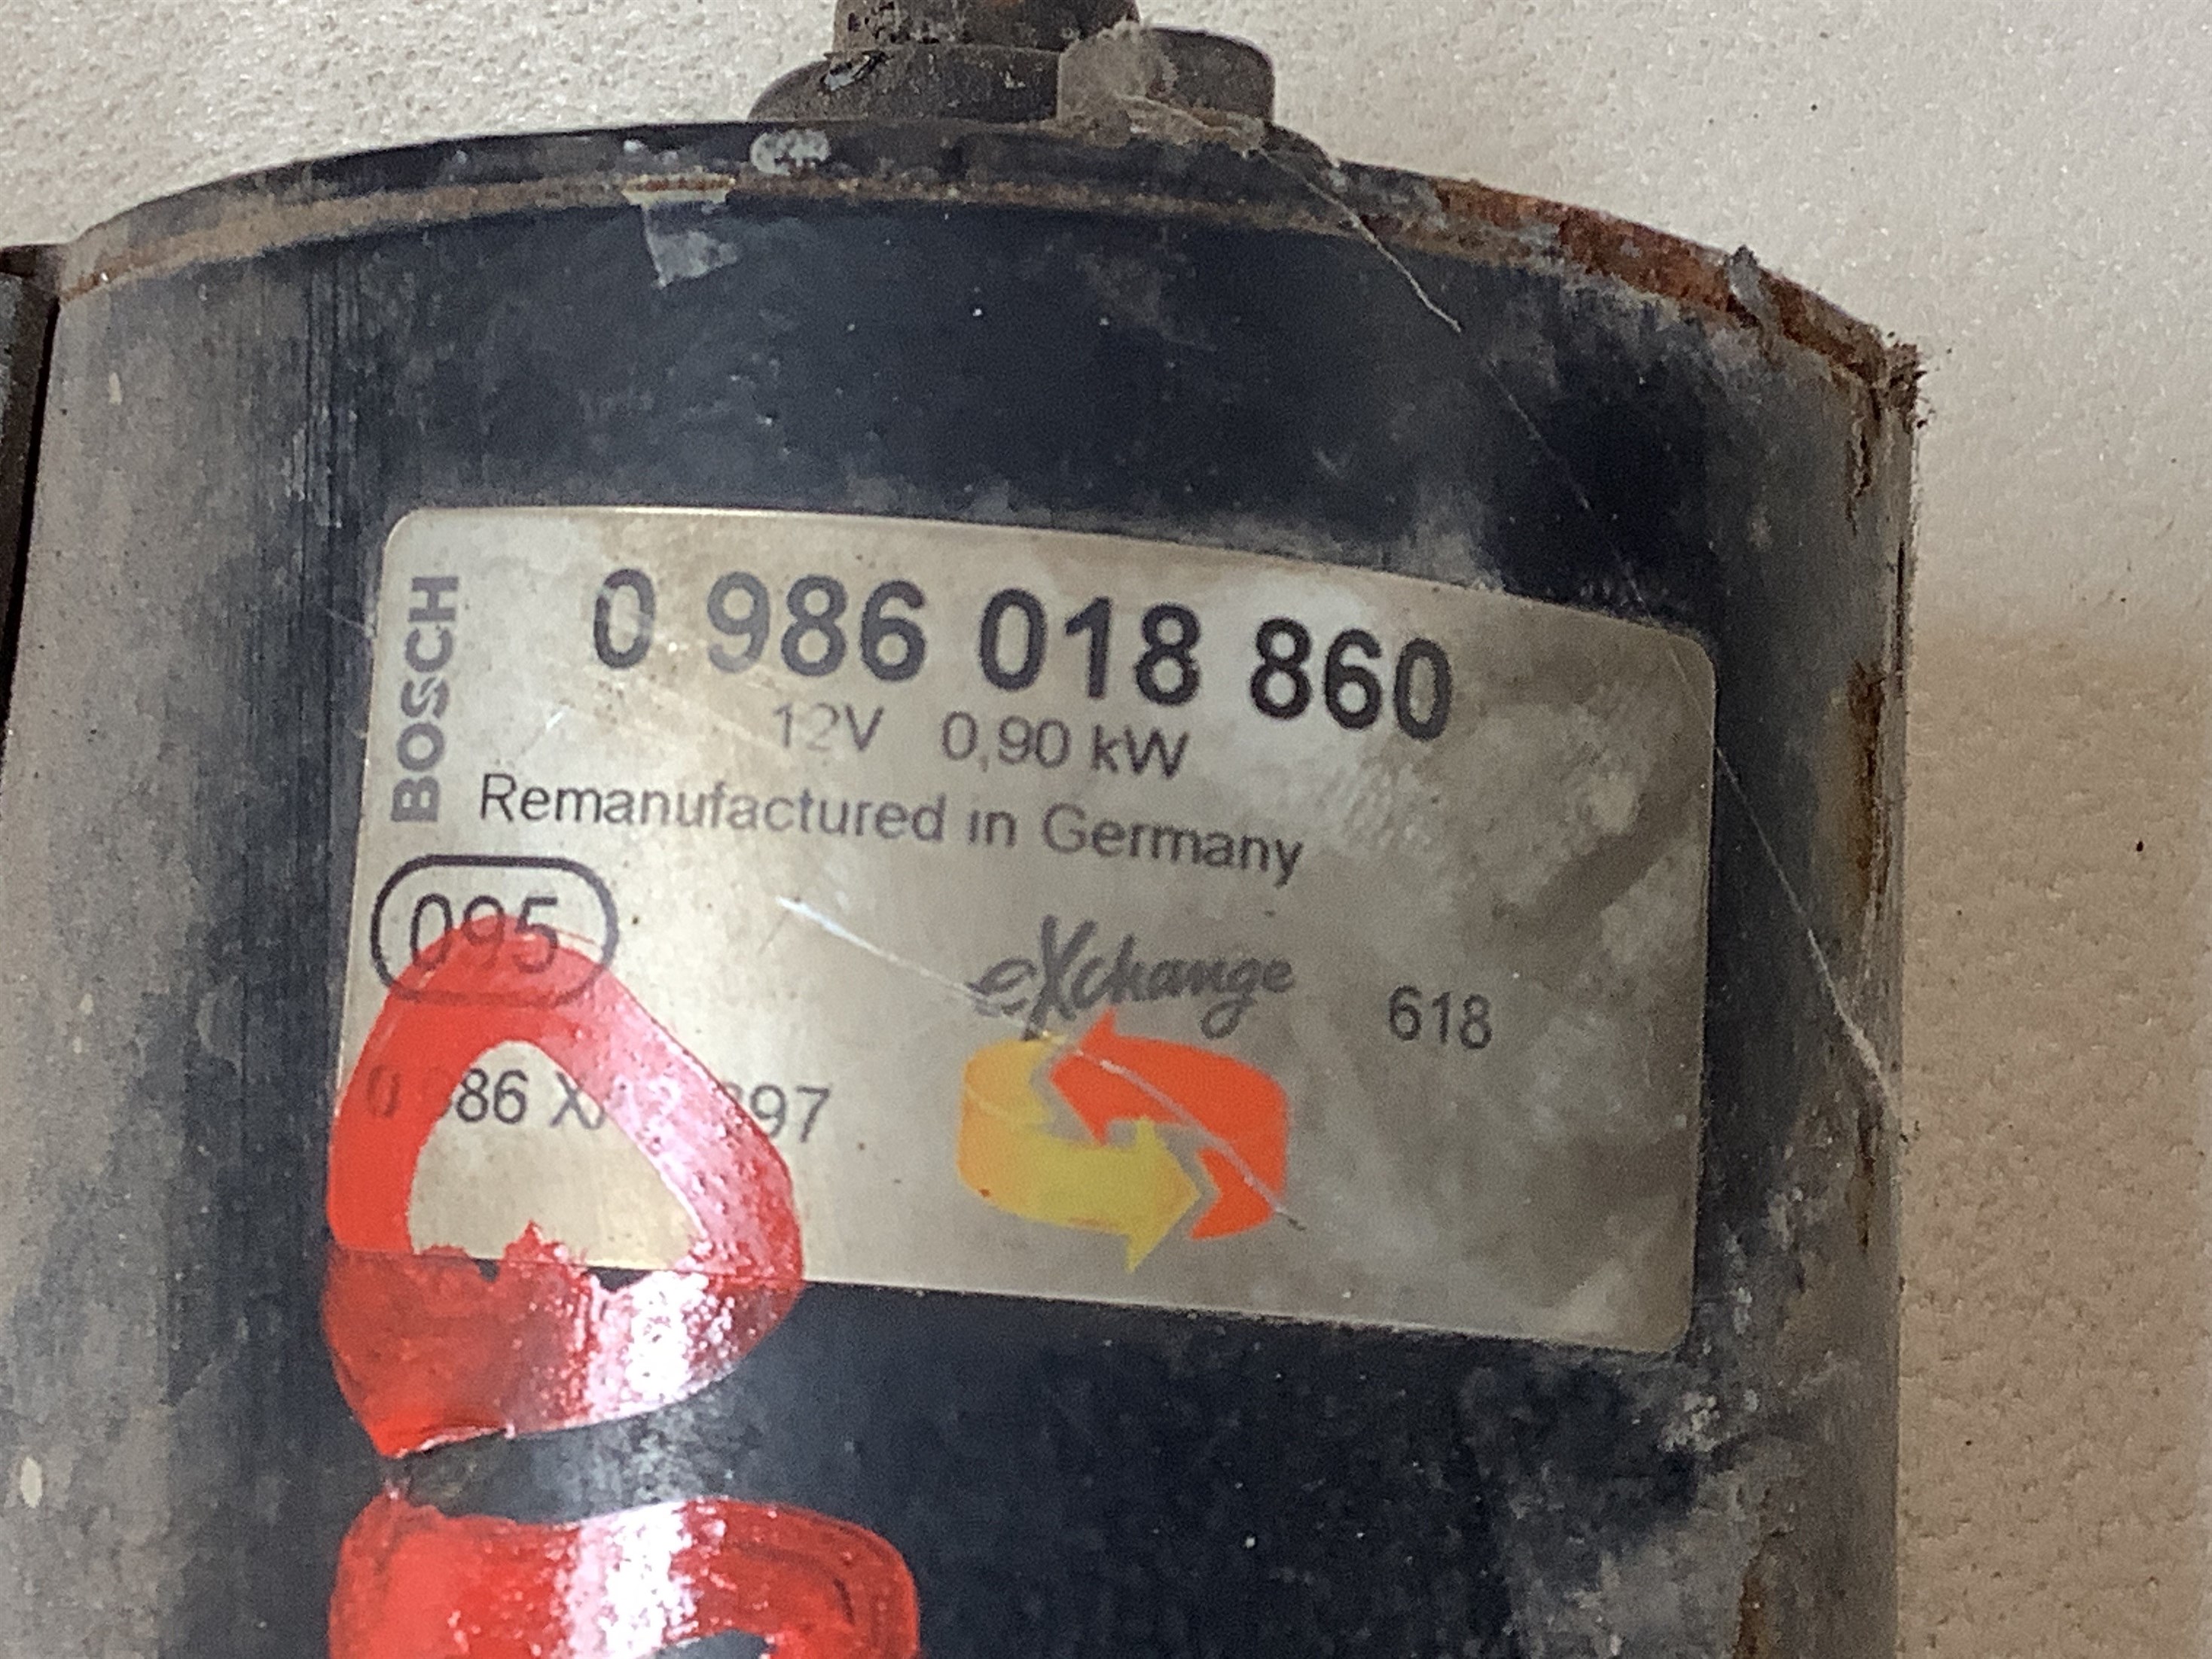 BOSCH
0 986 018 860
12V 0,90 kW
Remanufactured in Germany
095
eXchange
618